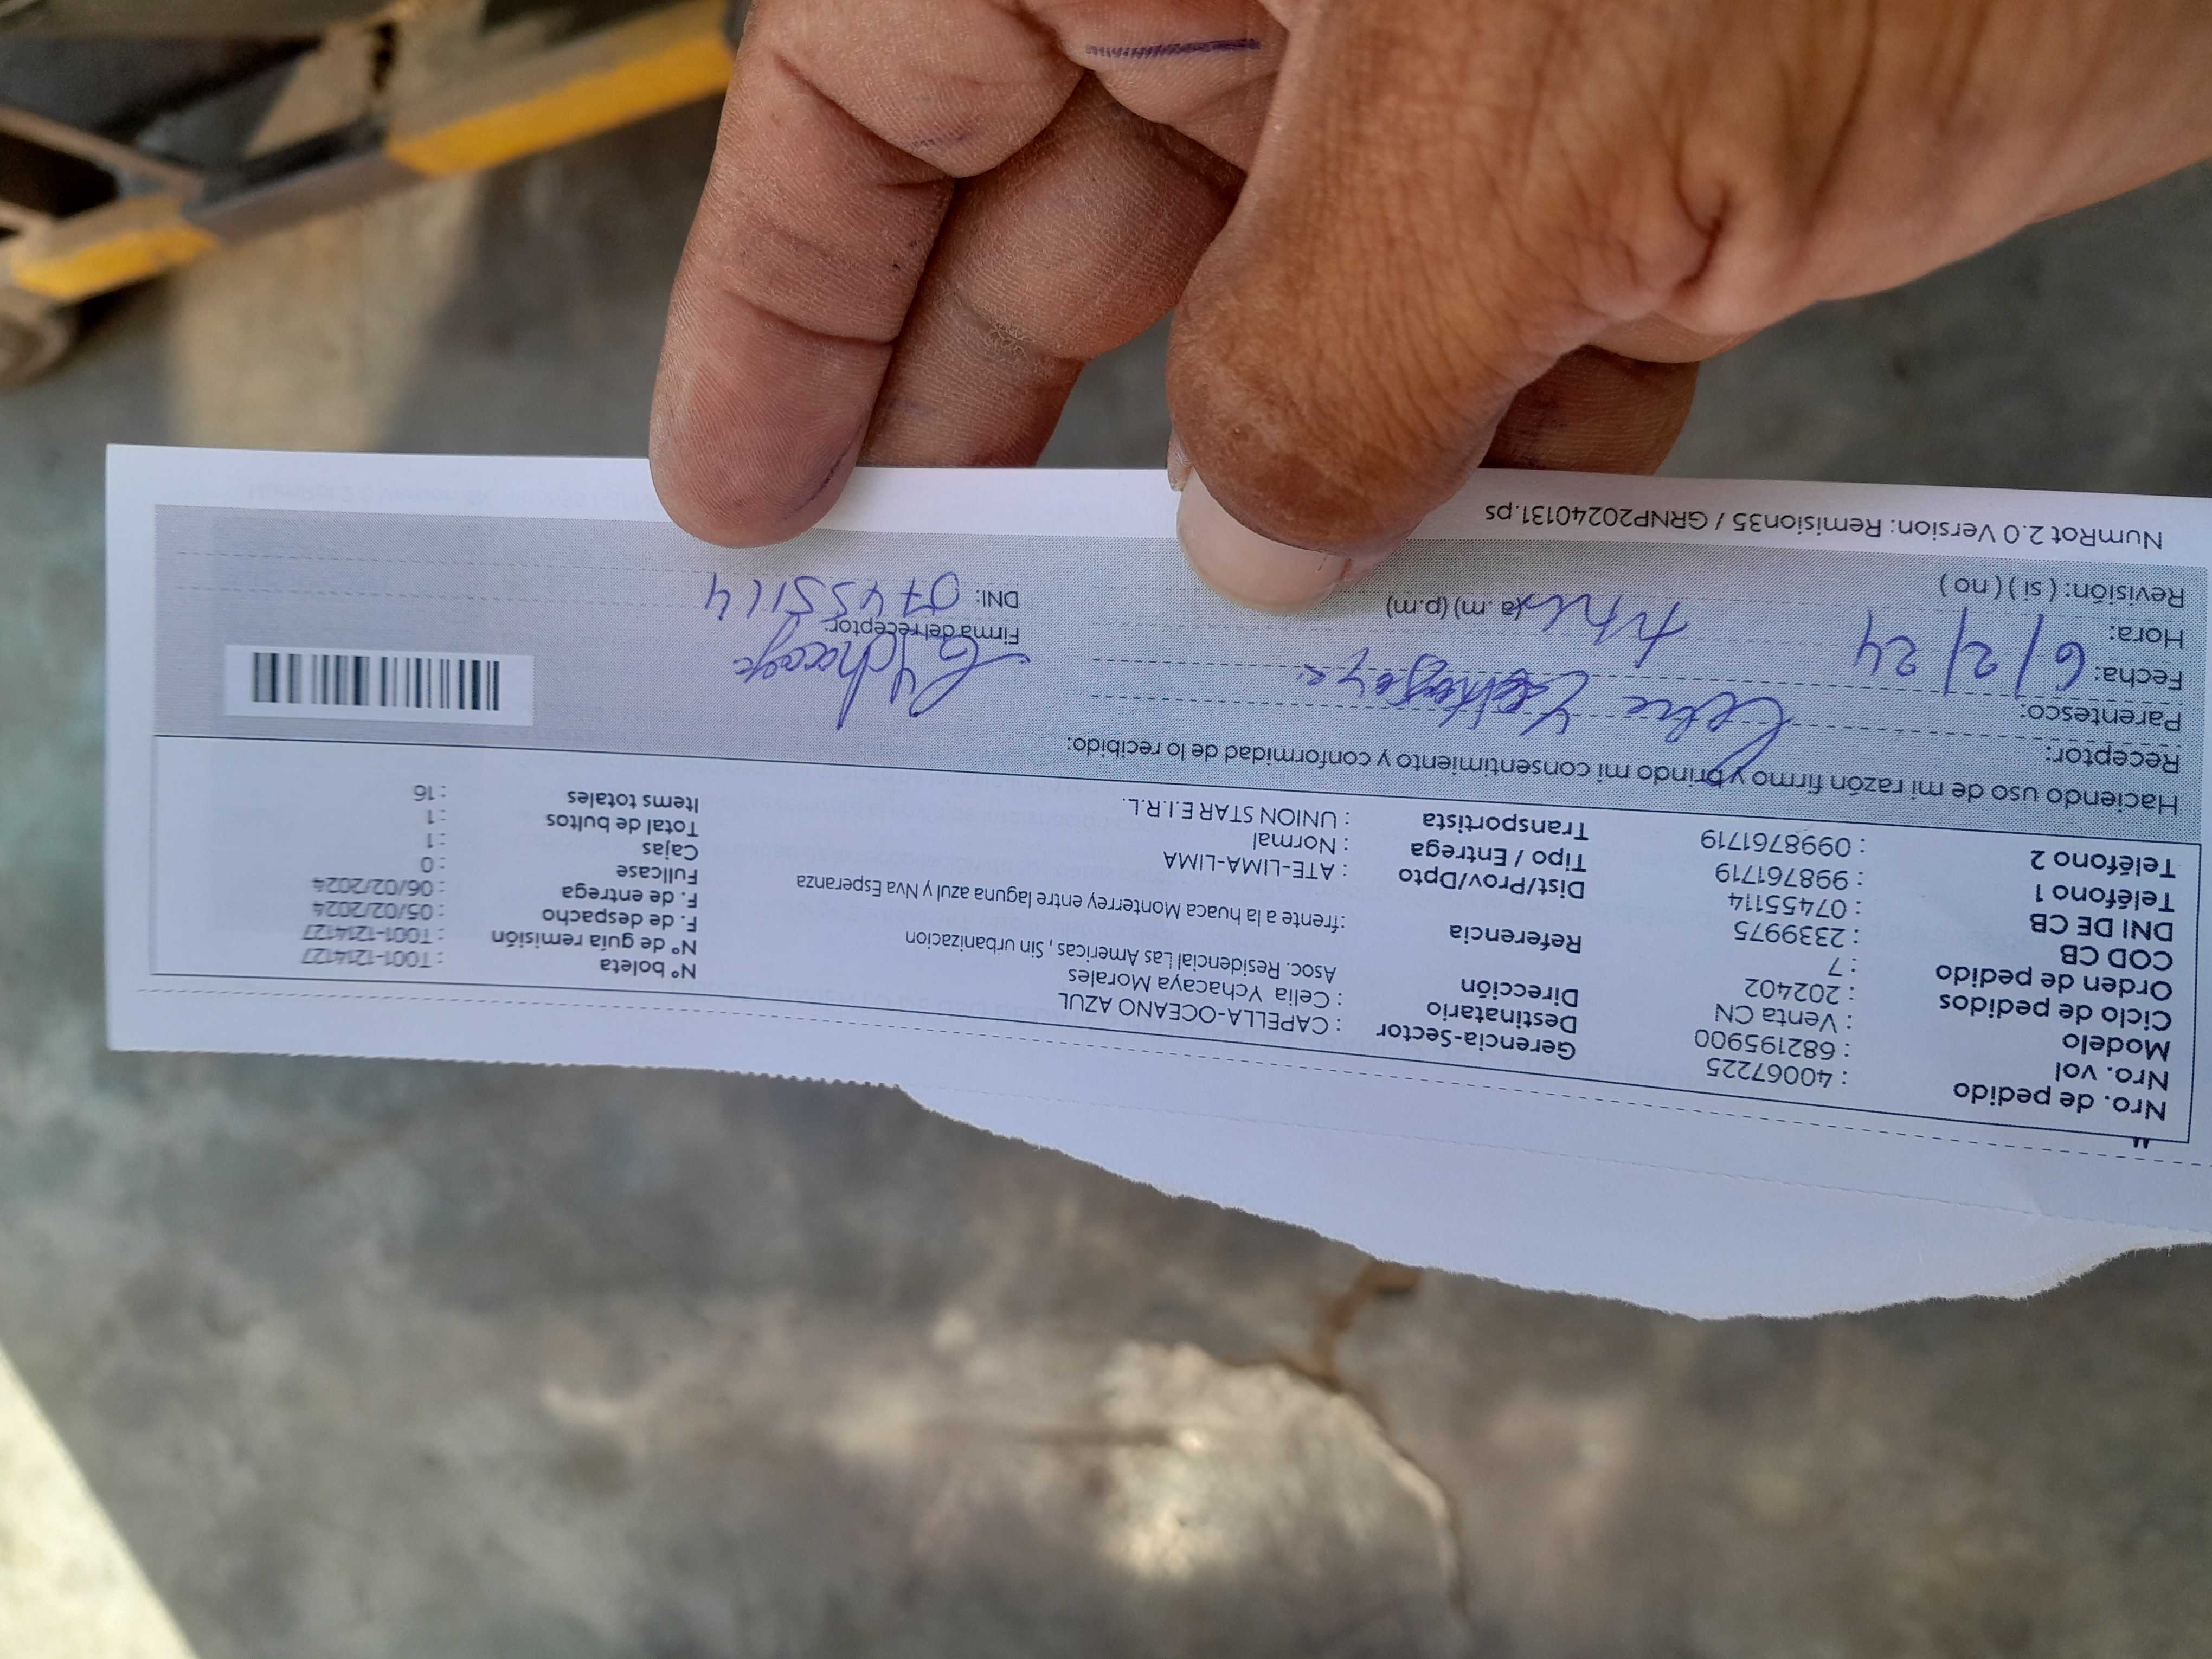 Nro. de pedido : 40067225
Nro. vol : 682195900
Modelo : Venta CN
Ciclo de pedidos : 202402
Orden de pedido : 7
COD CB : 2339975
DNI DE CB : 07455114
Teléfono 1 : 998761719
Teléfono 2 : 0998761719
Gerencia-Sector : CAPELLA-OCEANO AZUL
Destinatario : Celia Ychacaya Morales
Dirección Asoc. Residencial Las Americas , Sin urbanizacion
Referencia :frente a la huaca Monterrey entre laguna azul y Nva Esperanza
Dist/Prov/Dpto : ATE-LIMA-LIMA
Tipo / Entrega : Normal
Transportista : UNION STAR E.I.R.L.
N° boleta : T001-1214127
N° de guía remisión : T001-1214127
F. de despacho : 05/02/2024
F. de entrega : 06/02/2024
Fullcase : 0
Cajas : 1
Total de bultos : 1
Items totales : 16
Haciendo uso de mi razón firmo y brindo mi consentimiento y conformidad de lo recibido:
Receptor:
Parentesco:
Fecha: 6/2/24
Hora: (a. m) (p.m)
Revisión: ( si ) ( no )
Ychacaya
Firma del receptor:
DNI: 07455114
NumRot 2.0 Version: Remision35 / GRNP20240131.ps